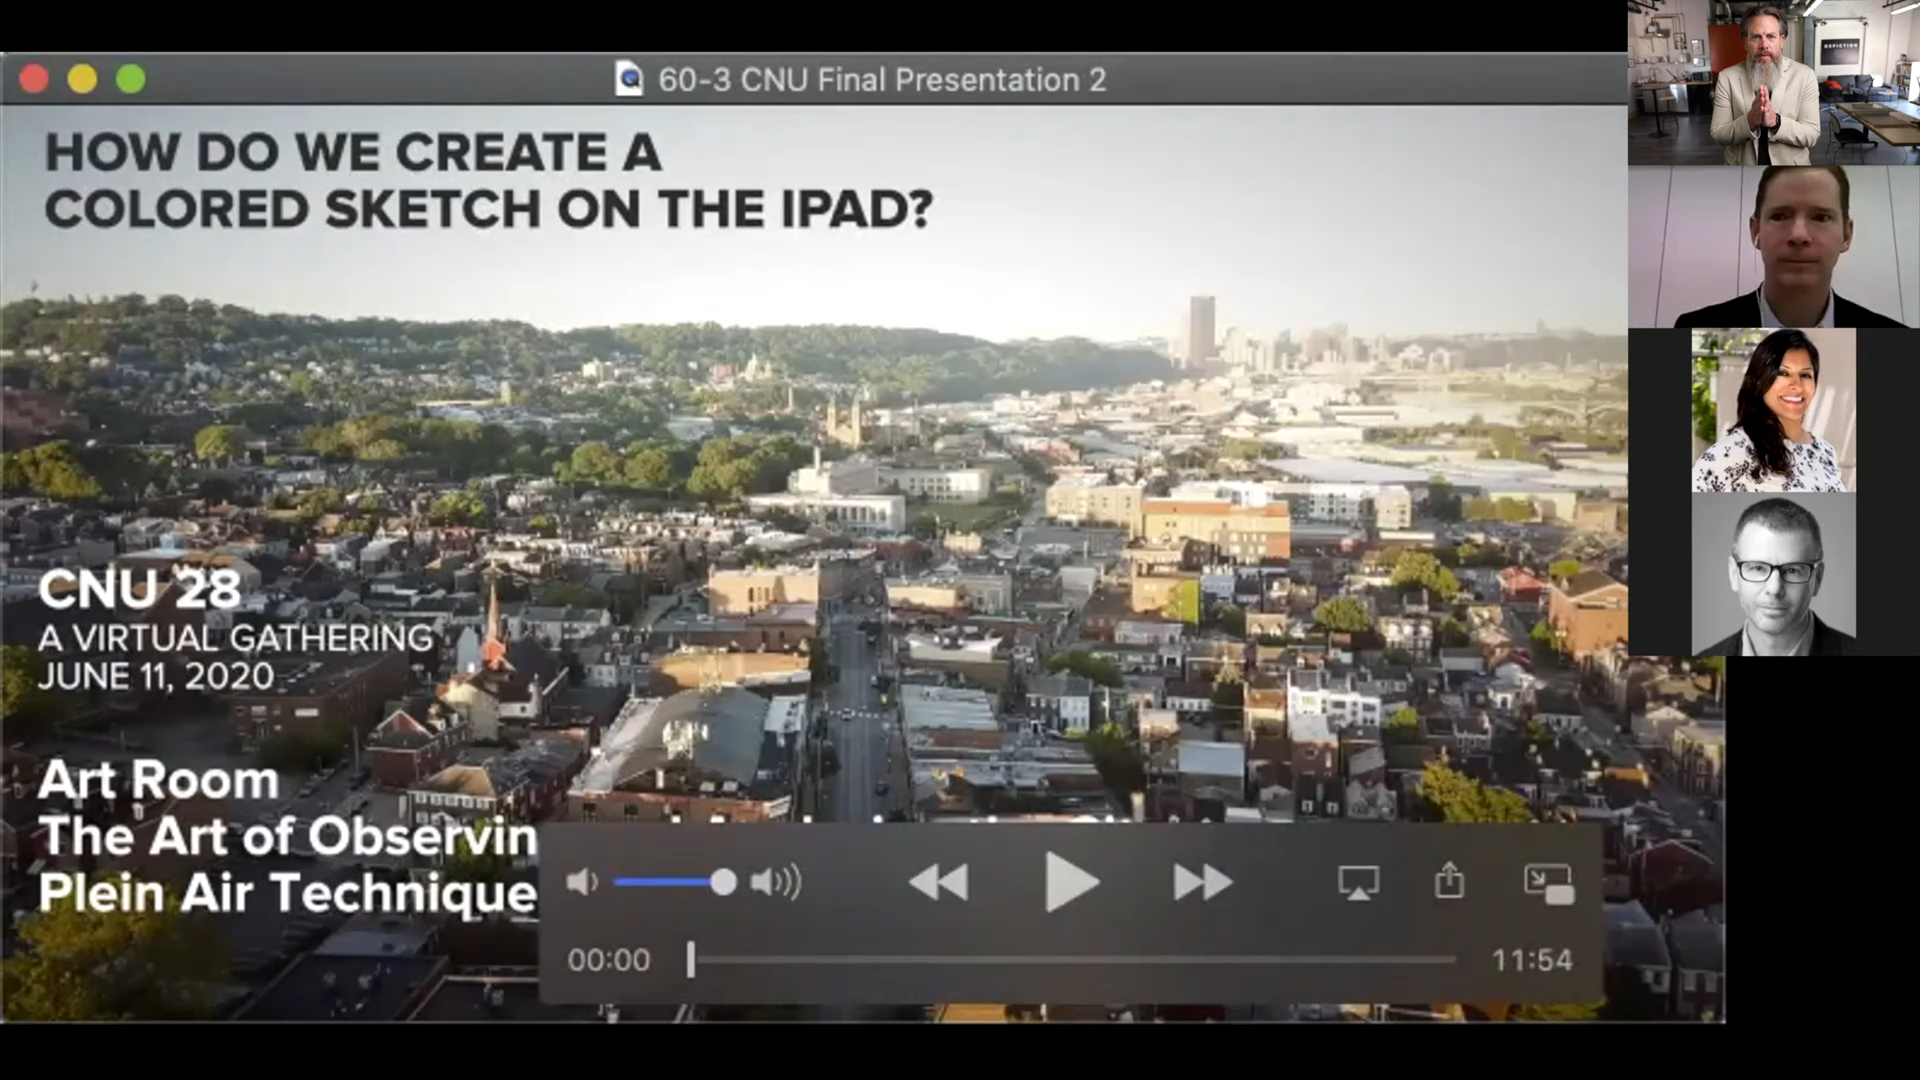 60-3 CNU Final Presentation 2
HOW DO WE CREATE A
COLORED SKETCH ON THE IPAD?
CNU 28
A VIRTUAL GATHERING
JUNE 11, 2020
Art Room
The Art of Observin
Plein Air Technique
00:00
11:54
DEPICTION